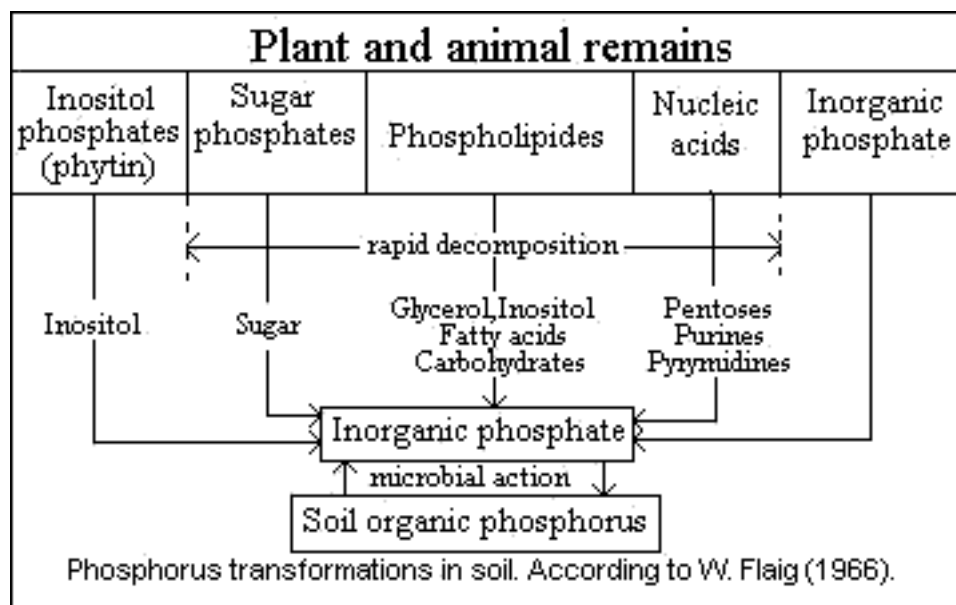 Plant and animal remains
Inositol
phosphates
(phytin)
Sugar
phosphates
Phospholipides
Nucleic
acids
Inorganic
phosphate
rapid decomposition
Inositol
Sugar
Glycerol,Inositol
Fatty acids
Carbohydrates
Pentoses
Purines
Pyrymidines
Inorganic phosphate
microbial action
Soil organic phosphorus
Phosphorus transformations in soil. According to W. Flaig (1966).